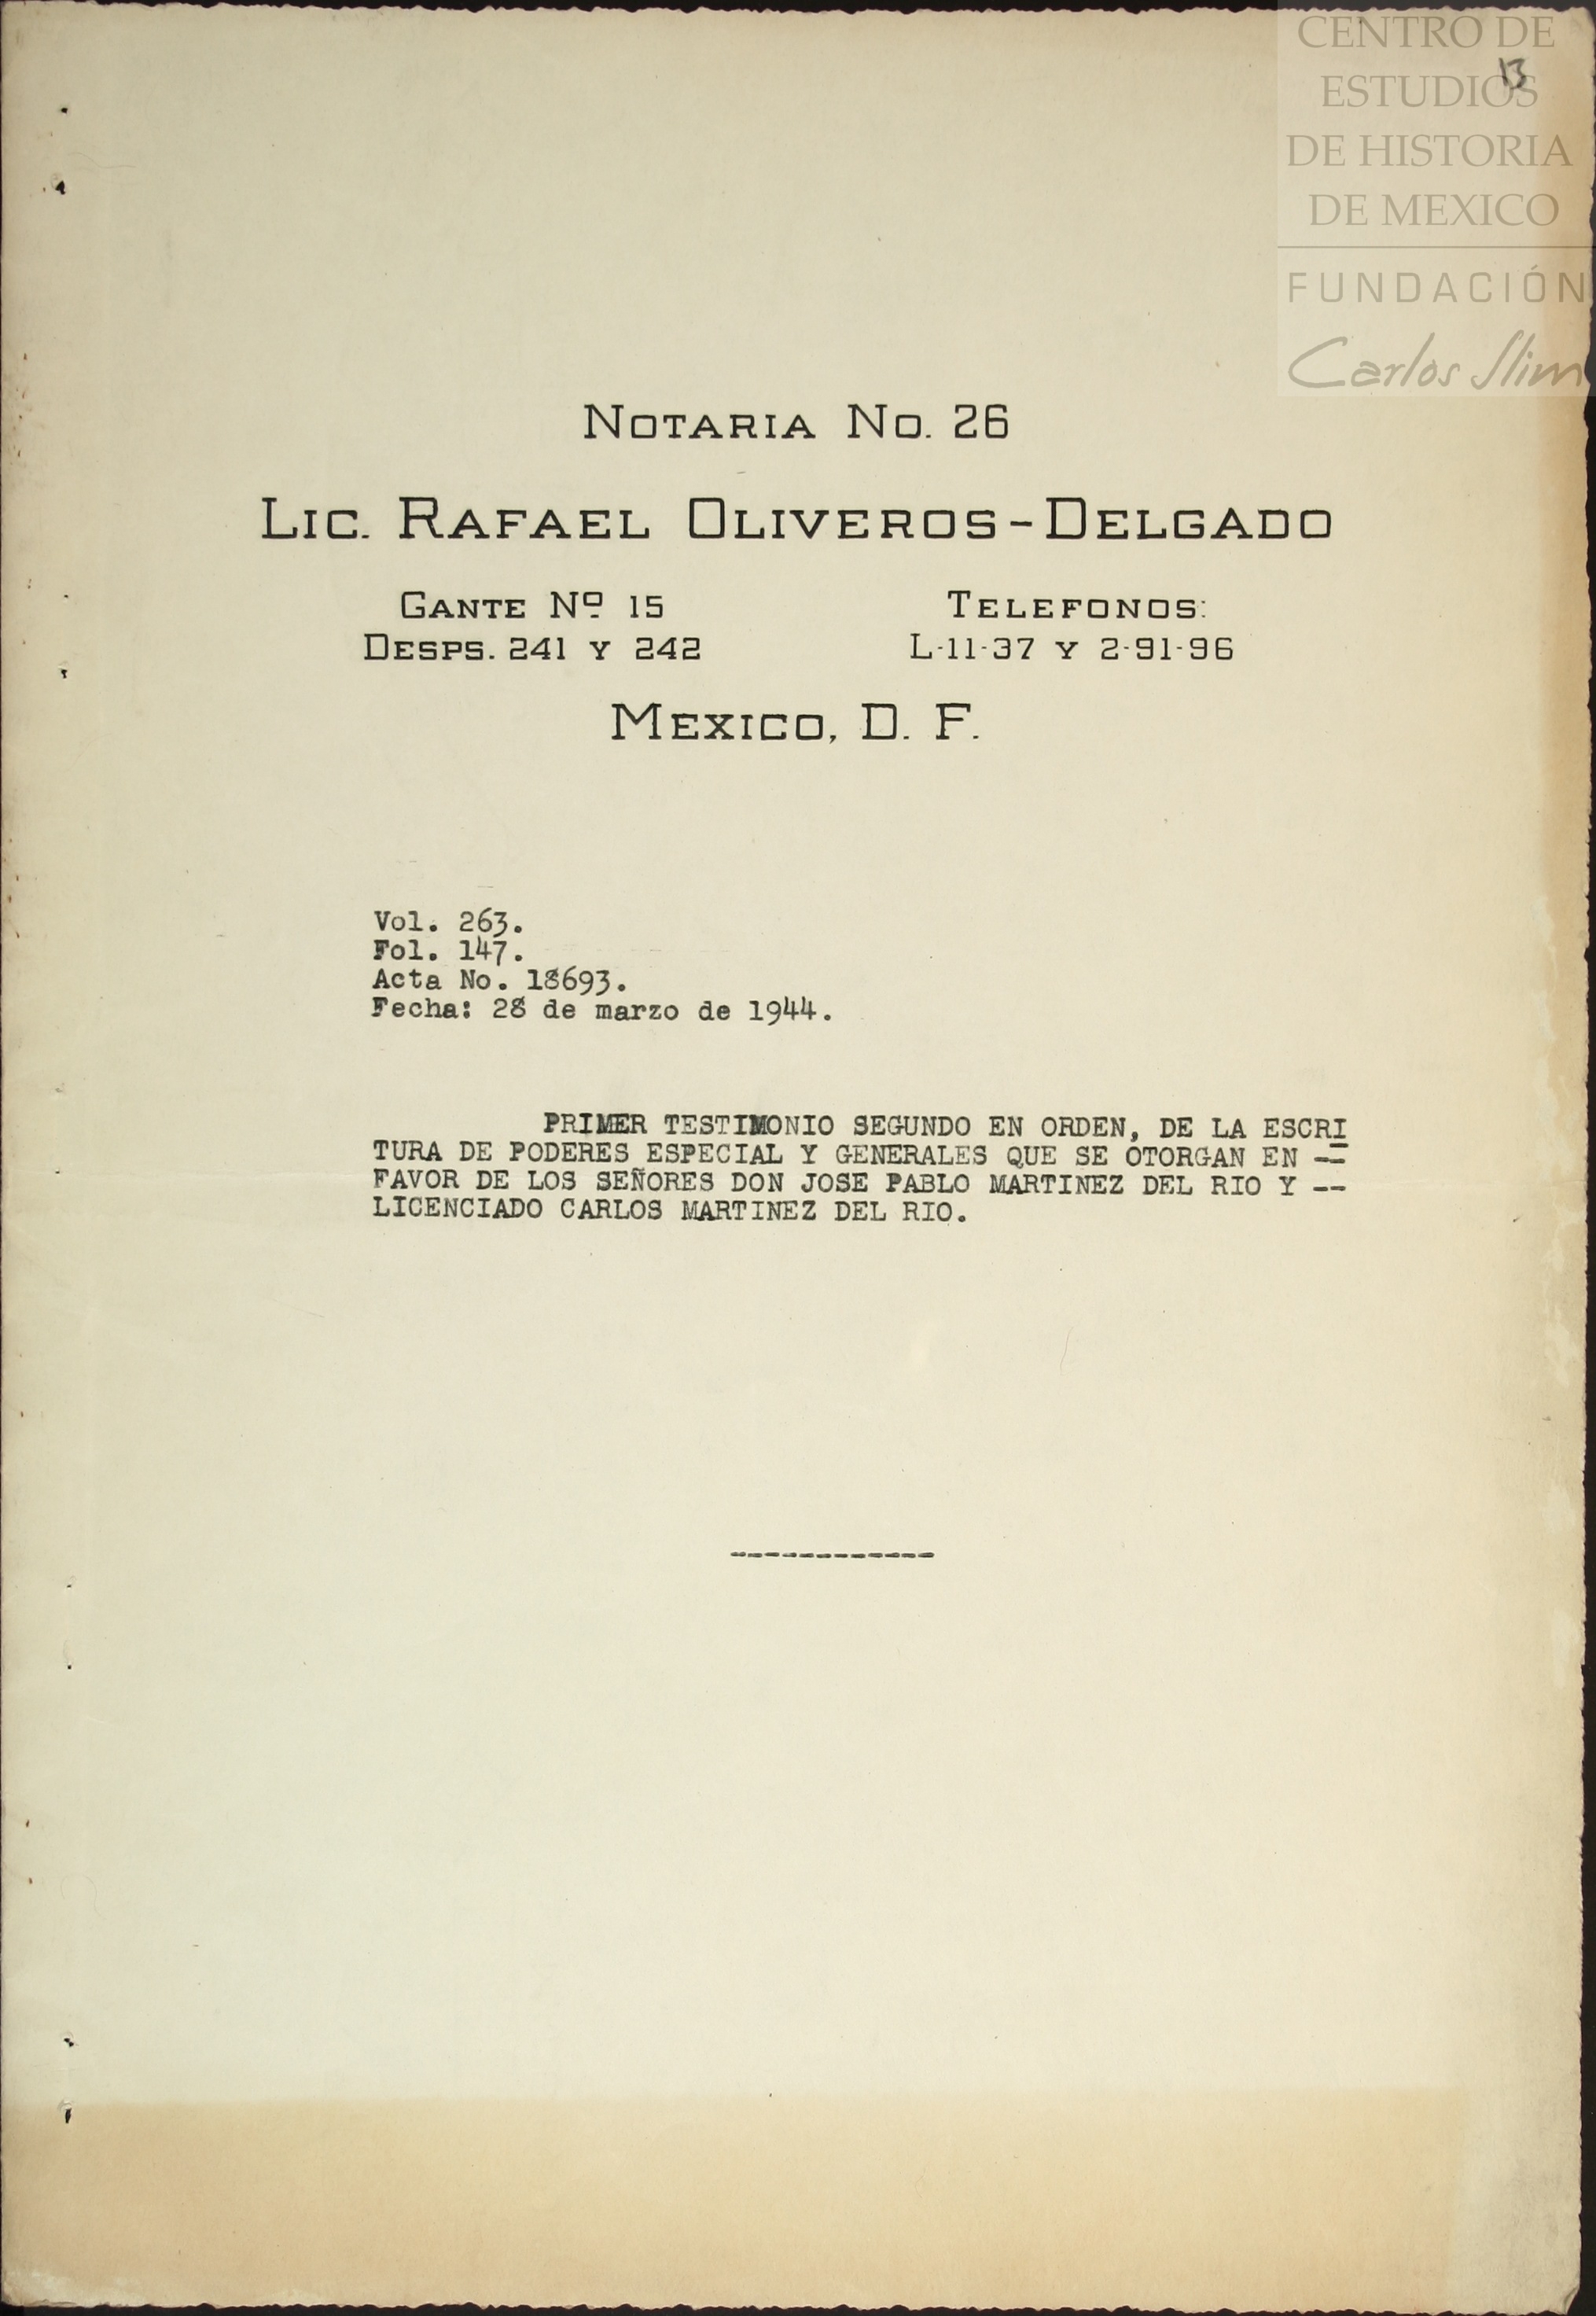 CENTRO DE
ESTUDIOS
DE HISTORIA
DE MEXICO
FUNDACIÓN
Carlos Slim
13
NOTARIA No. 26
LIC. RAFAEL OLIVEROS-DELGADO
GANTE Nº 15
DESPS. 241 Y 242
TELEFONOS:
L-11-37 Y 2-91-96
MEXICO, D. F.
Vol. 263.
Fol. 147.
Acta No. 18693.
Fecha: 28 de marzo de 1944.
PRIMER TESTIMONIO SEGUNDO EN ORDEN, DE LA ESCRI
TURA DE PODERES ESPECIAL Y GENERALES QUE SE OTORGAN EN --
FAVOR DE LOS SEÑORES DON JOSE PABLO MARTINEZ DEL RIO Y --
LICENCIADO CARLOS MARTINEZ DEL RIO.
------------